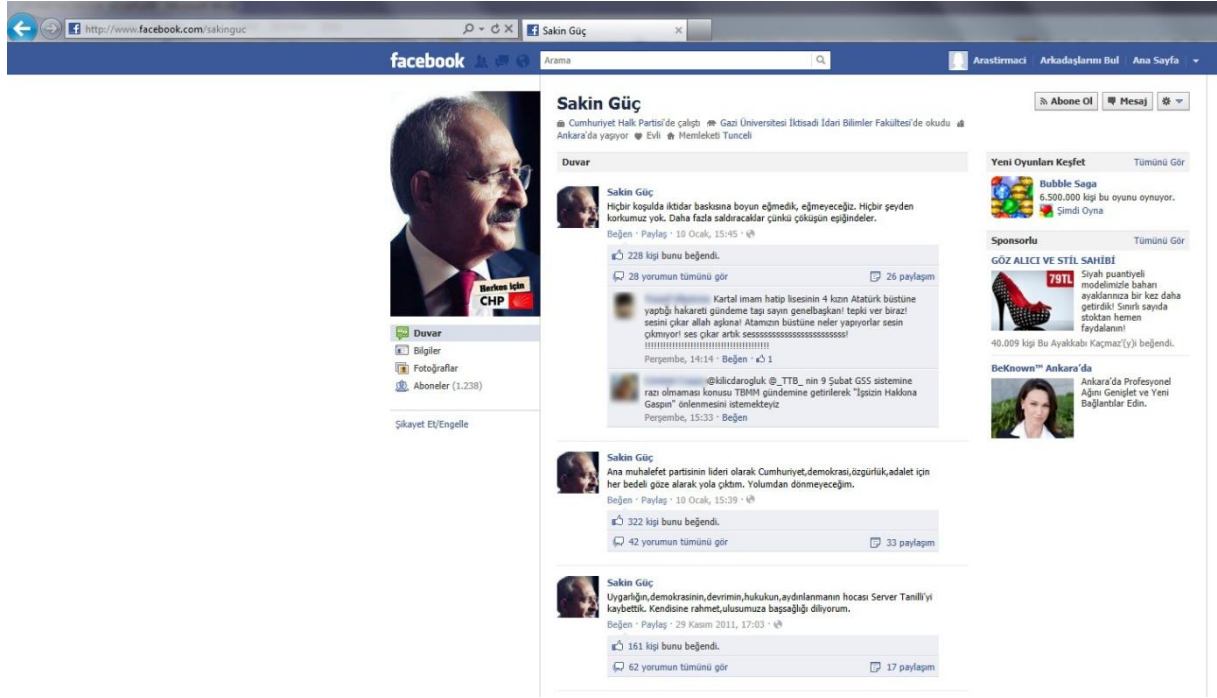 http://www.facebook.com/sakinguc
Sakin Güç
facebook
Arama
Arastirmaci
Arkadaşlarını Bul
Ana Sayfa
Herkes için
CHP
Duvar
Bilgiler
Fotoğraflar
Aboneler (1.238)
Şikayet Et/Engelle
Sakin Güç
Abone Ol
Mesaj
Cumhuriyet Halk Partisi'de çalıştı Gazi Üniversitesi İktisadi İdari Bilimler Fakültesi'de okudu
Ankara'da yaşıyor Evli Memleketi Tunceli
Duvar
Sakin Güç
Hiçbir koşulda iktidar baskısına boyun eğmedik, eğmeyeceğiz. Hiçbir şeyden
korkumuz yok. Daha fazla saldıracaklar çünkü çöküşün eşiğindeler.
Beğen · Paylaş · 10 Ocak, 15:45 ·
228 kişi bunu beğendi.
28 yorumun tümünü gör
26 paylaşım
Kartal imam hatip lisesinin 4 kızın Atatürk büstüne
yaptığı hakareti gündeme taşı sayın genelbaşkan! tepki ver biraz!
sesini çıkar allah aşkına! Atamızın büstüne neler yapıyorlar sesin
çıkmıyor! ses çıkar artık sesssssssssssssssssssssssss!
!!!!!!!!!!!!!!!!!!!!!!!!!!!!!!!!!!!!!!!!
Perşembe, 14:14 · Beğen · 1
@kilicdarogluk @_TTB_ nin 9 Şubat GSS sistemine
razı olmaması konusu TBMM gündemine getirilerek "İşsizin Hakkına
Gaspın" önlenmesini istemekteyiz
Perşembe, 15:33 · Beğen
Sakin Güç
Ana muhalefet partisinin lideri olarak Cumhuriyet,demokrasi,özgürlük,adalet için
her bedeli göze alarak yola çıktım. Yolumdan dönmeyeceğim.
Beğen · Paylaş · 10 Ocak, 15:39 ·
322 kişi bunu beğendi.
42 yorumun tümünü gör
33 paylaşım
Sakin Güç
Uygarlığın,demokrasinin,devrimin,hukukun,aydınlanmanın hocası Server Tanilli'yi
kaybettik. Kendisine rahmet,ulusumuza başsağlığı diliyorum.
Beğen · Paylaş · 29 Kasım 2011, 17:03 ·
161 kişi bunu beğendi.
62 yorumun tümünü gör
17 paylaşım
Yeni Oyunları Keşfet
Tümünü Gör
Bubble Saga
6.500.000 kişi bu oyunu oynuyor.
Şimdi Oyna
Sponsorlu
Tümünü Gör
GÖZ ALICI VE STİL SAHİBİ
79TL
Siyah puantiyeli
modelimizle baharı
ayaklarınıza bir kez daha
getirdik! Sınırlı sayıda
stoktan hemen
faydalanın!
40.009 kişi Bu Ayakkabı Kaçmaz'(y)i beğendi.
BeKnown™ Ankara'da
Ankara'da Profesyonel
Ağını Genişlet ve Yeni
Bağlantılar Edin.